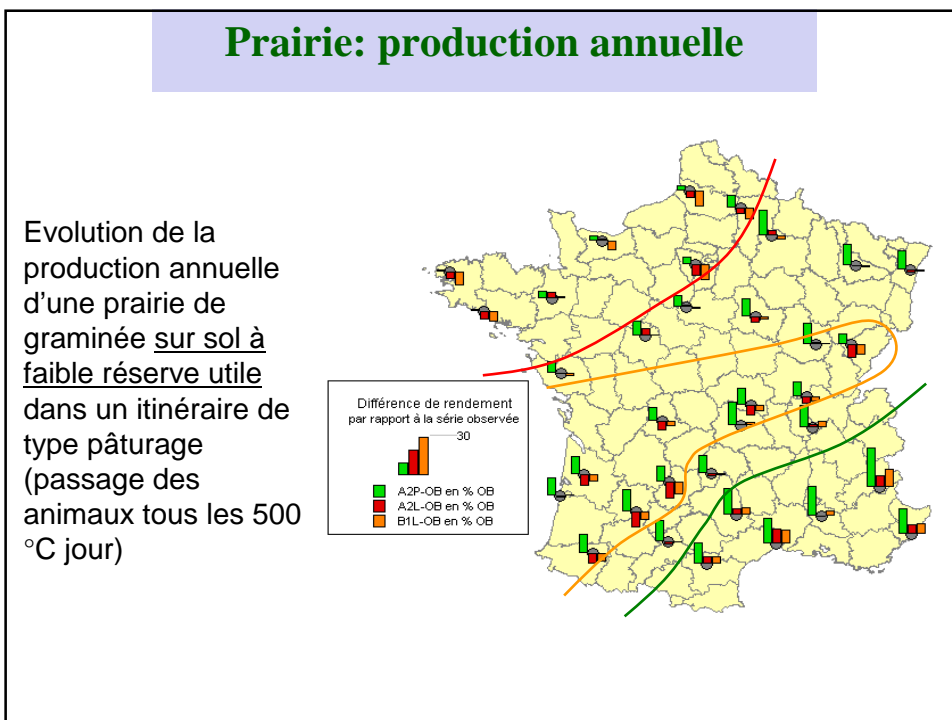 Prairie: production annuelle
Evolution de la
production annuelle
d’une prairie de
graminée sur sol à
faible réserve utile
dans un itinéraire de
type pâturage
(passage des
animaux tous les 500
°C jour)
Différence de rendement
par rapport à la série observée
30
A2P-OB en % OB
A2L-OB en % OB
B1L-OB en % OB